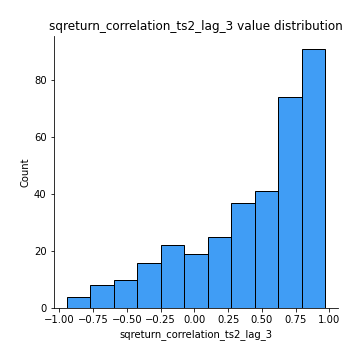 sqreturn_correlation_ts2_lag_3 value distribution
80
60
40
20
0
Count
−1.00 −0.75 −0.50 −0.25 0.00 0.25 0.50 0.75 1.00
sqreturn_correlation_ts2_lag_3